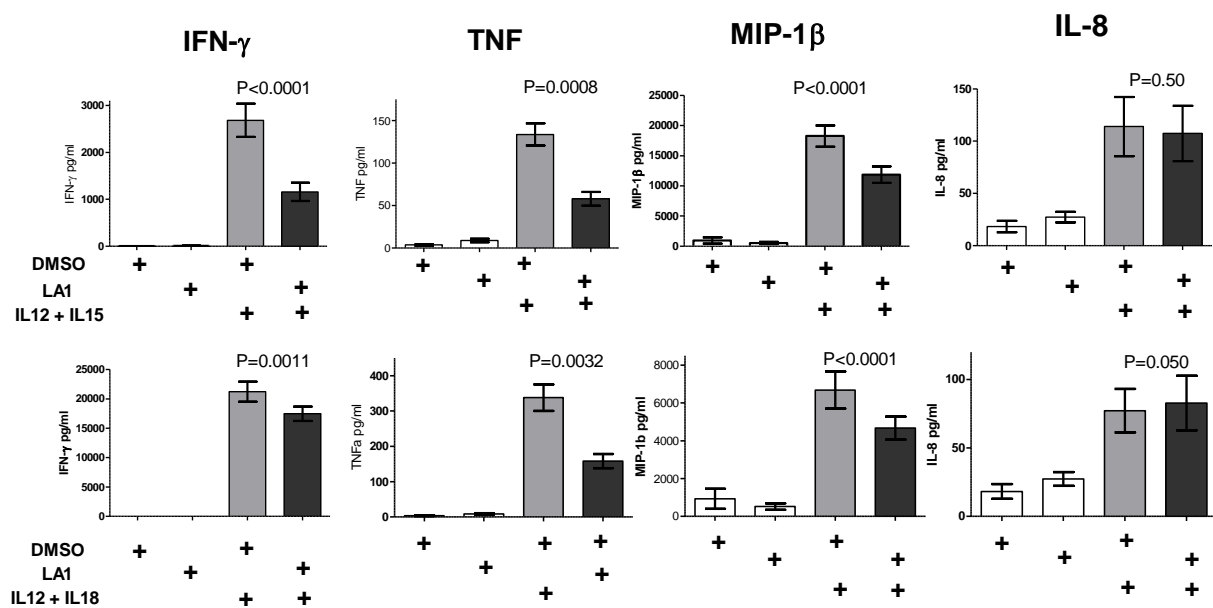 IFN-γ TNF MIP-1β IL-8
P<0.0001
IFN-γ pg/ml
3000
2000
1000
0
P=0.0008
TNF pg/ml
150
100
50
0
P<0.0001
MIP-1β pg/ml
25000
20000
15000
10000
5000
0
P=0.50
IL-8 pg/ml
150
100
50
0
DMSO + + + + + + + +
LA1 + + + + + + + +
IL12 + IL15 + + + + + + + +
P=0.0011
IFN-γ pg/ml
25000
20000
15000
10000
5000
0
P=0.0032
TNFa pg/ml
400
300
200
100
0
P<0.0001
MIP-1b pg/ml
8000
6000
4000
2000
0
P=0.050
IL-8 pg/ml
100
50
0
DMSO + + + + + + + +
LA1 + + + + + + + +
IL12 + IL18 + + + + + + + +